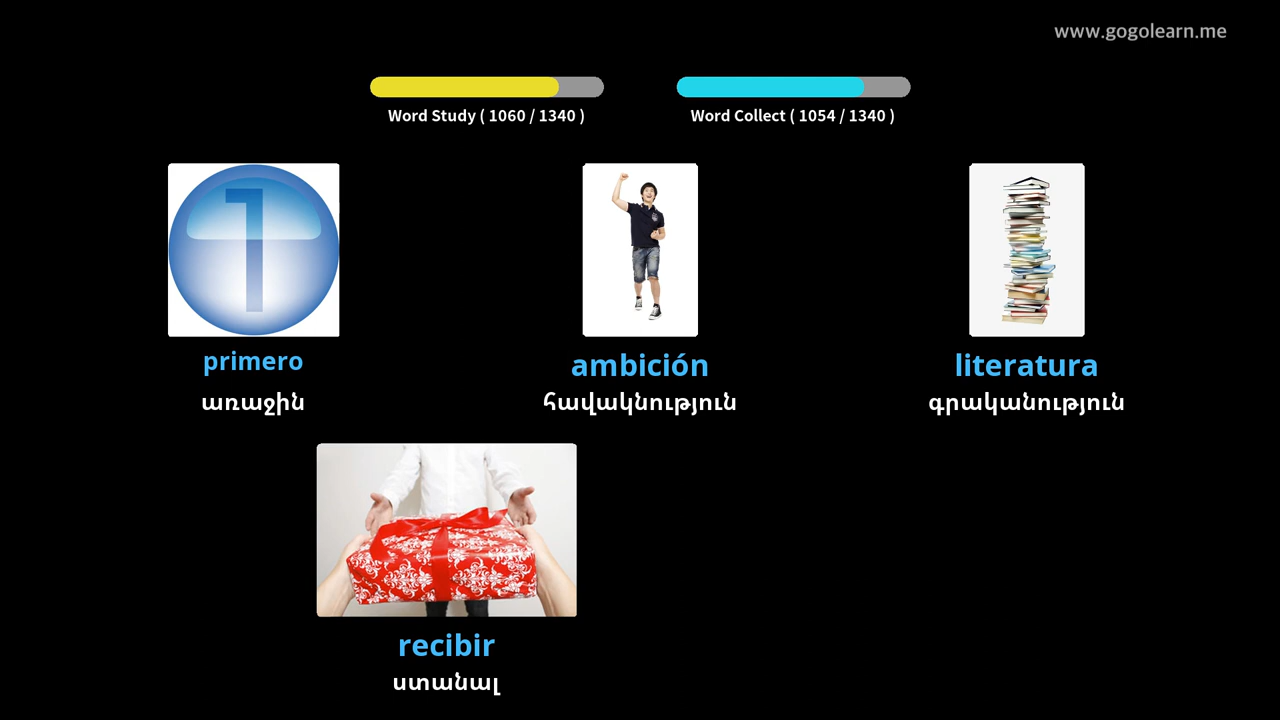 www.gogolearn.me
Word Study ( 1060 / 1340 )
Word Collect ( 1054 / 1340 )
1
primero
ambición
literatura
առաջին
հավակնություն
գրականություն
recibir
ստանալ